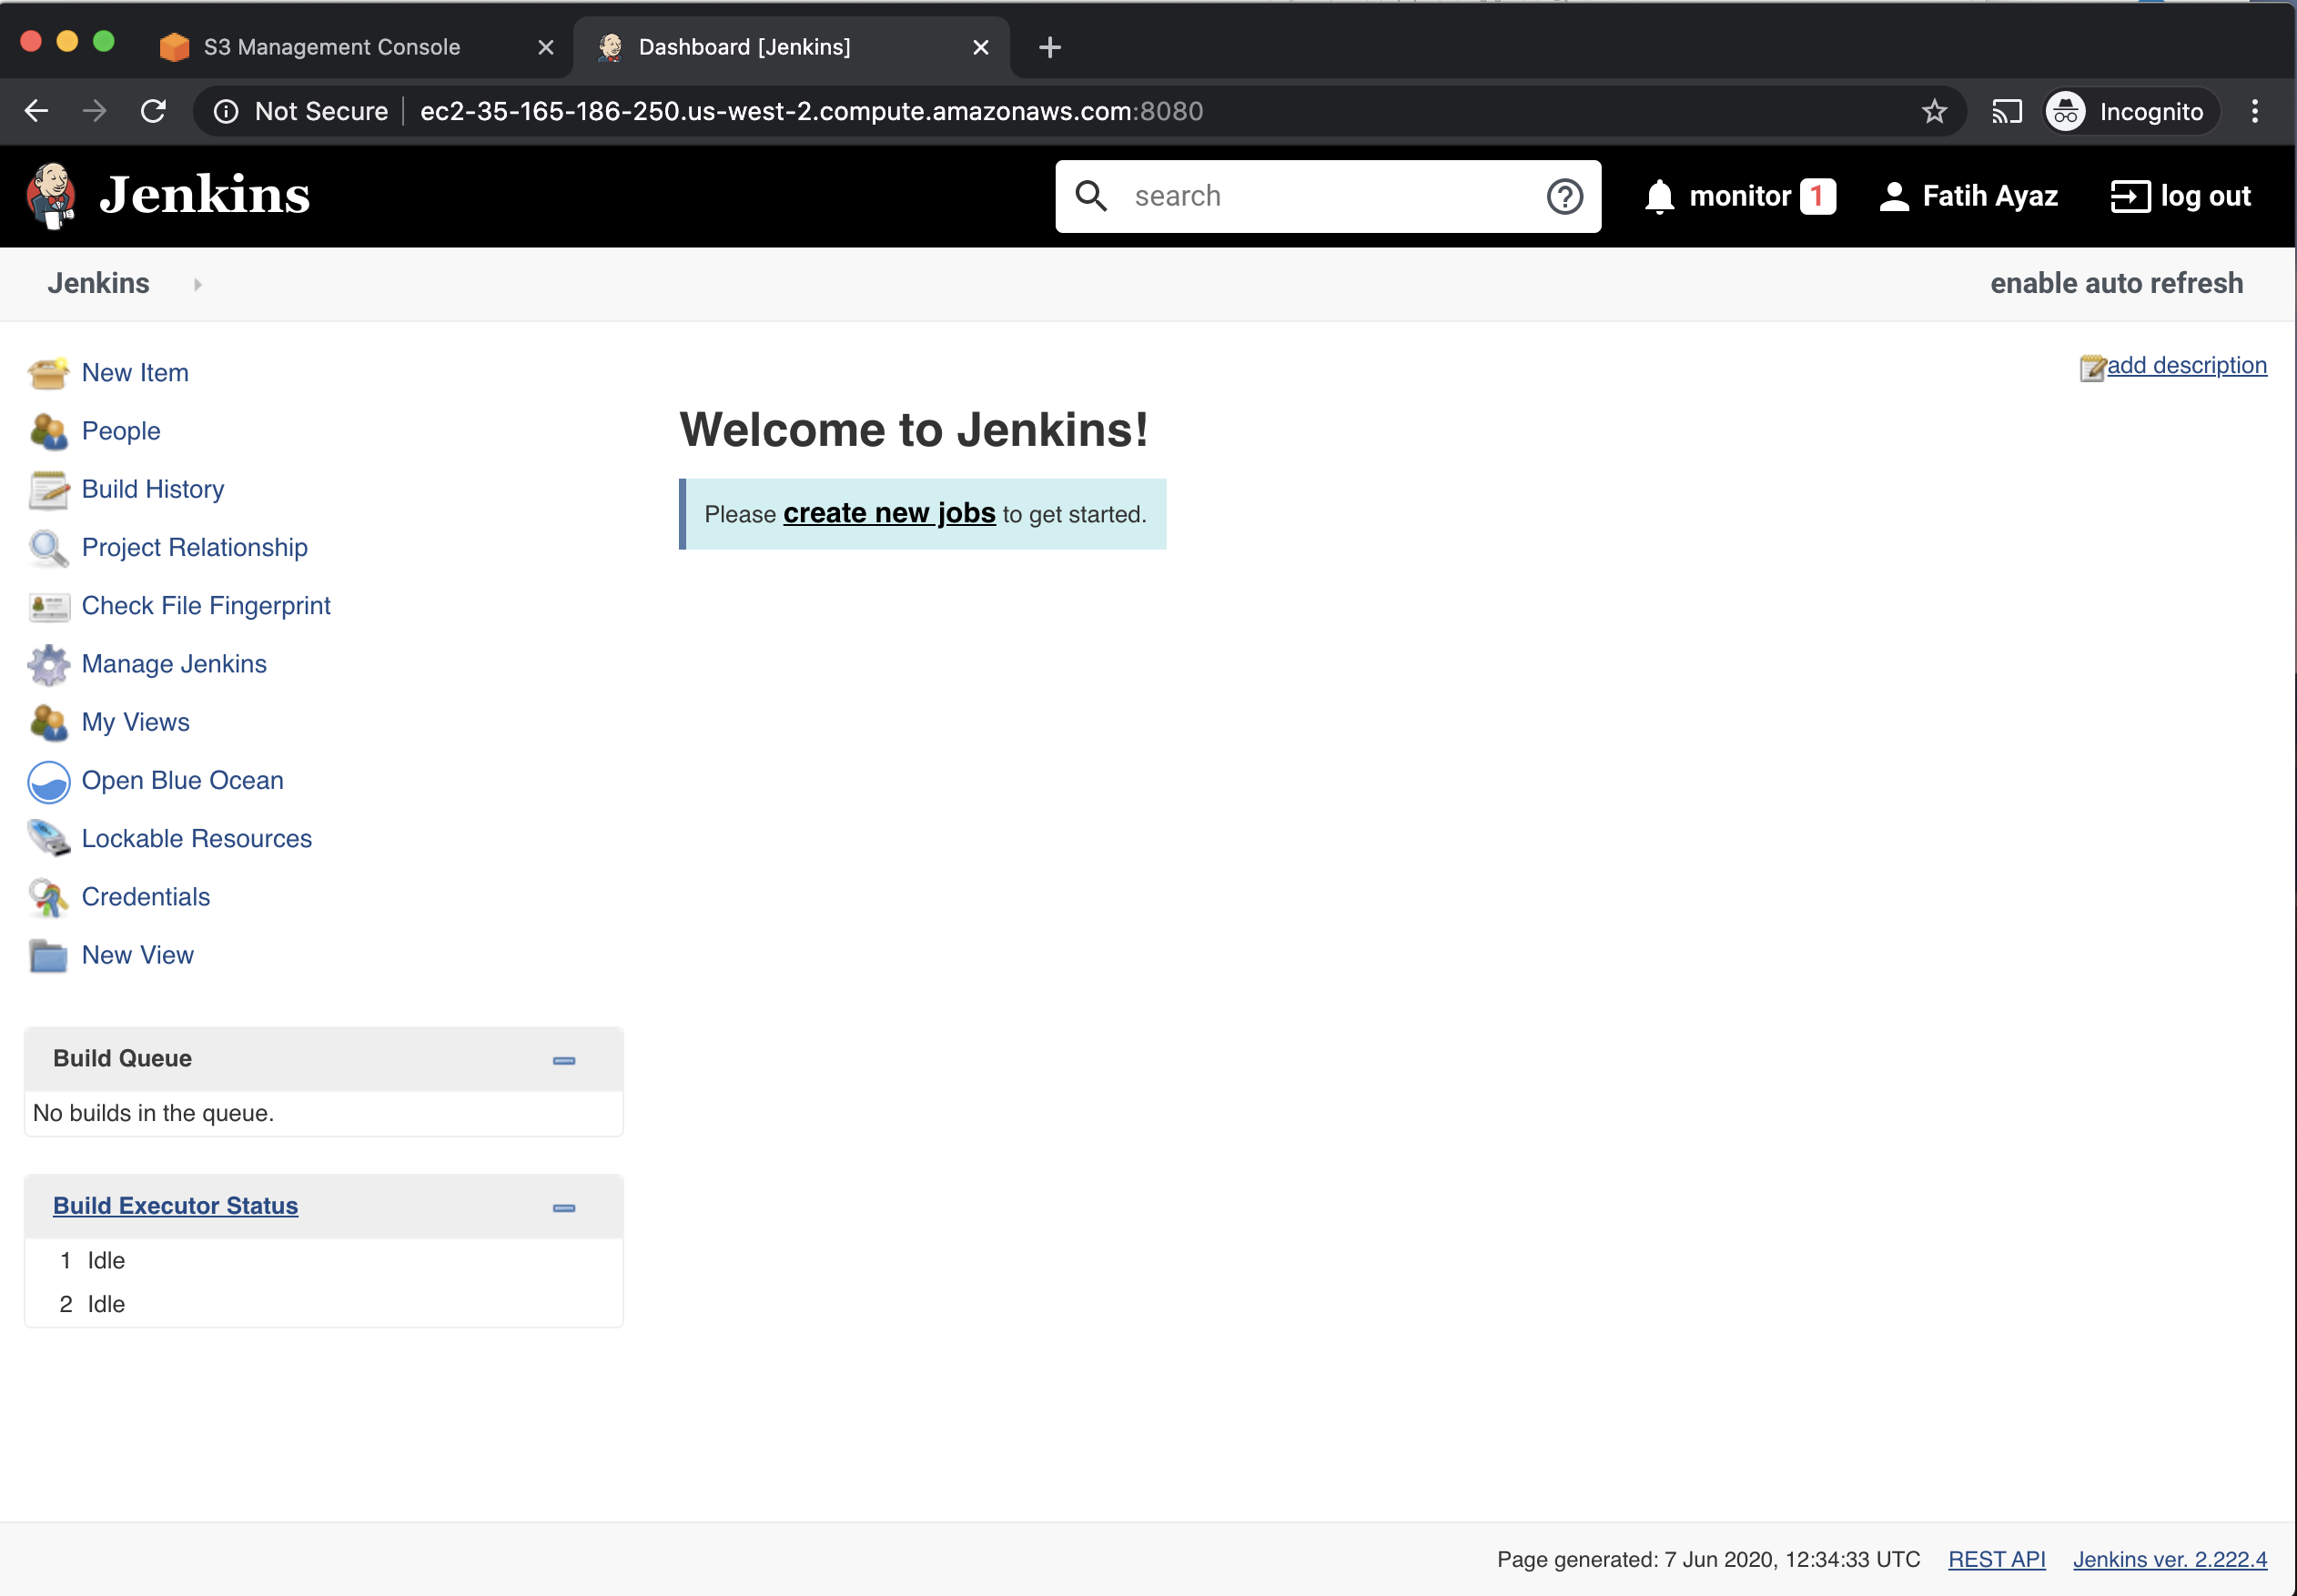 S3 Management Console
Dashboard [Jenkins]
Not Secure ec2-35-165-186-250.us-west-2.compute.amazonaws.com:8080 Incognito
Jenkins search monitor 1 Fatih Ayaz log out
Jenkins enable auto refresh
New Item
People
Build History
Project Relationship
Check File Fingerprint
Manage Jenkins
My Views
Open Blue Ocean
Lockable Resources
Credentials
New View
add description
Welcome to Jenkins!
Please create new jobs to get started.
Build Queue
No builds in the queue.
Build Executor Status
1 Idle
2 Idle
Page generated: 7 Jun 2020, 12:34:33 UTC REST API Jenkins ver. 2.222.4